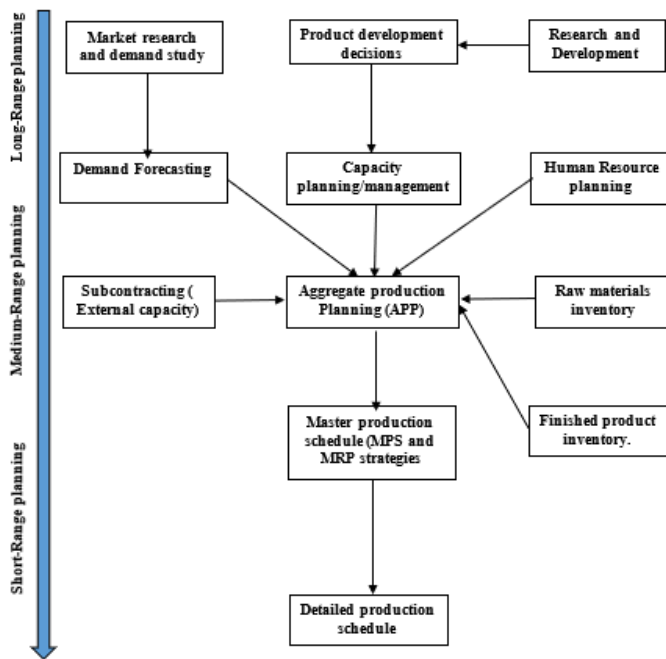 Long-Range planning
Medium-Range planning
Short-Range planning
Market research
and demand study
Product development
decisions
Research and
Development
Demand Forecasting
Capacity
planning/management
Human Resource
planning
Subcontracting (
External capacity)
Aggregate production
Planning (APP)
Raw materials
inventory
Master production
schedule (MPS and
MRP strategies
Finished product
inventory.
Detailed production
schedule